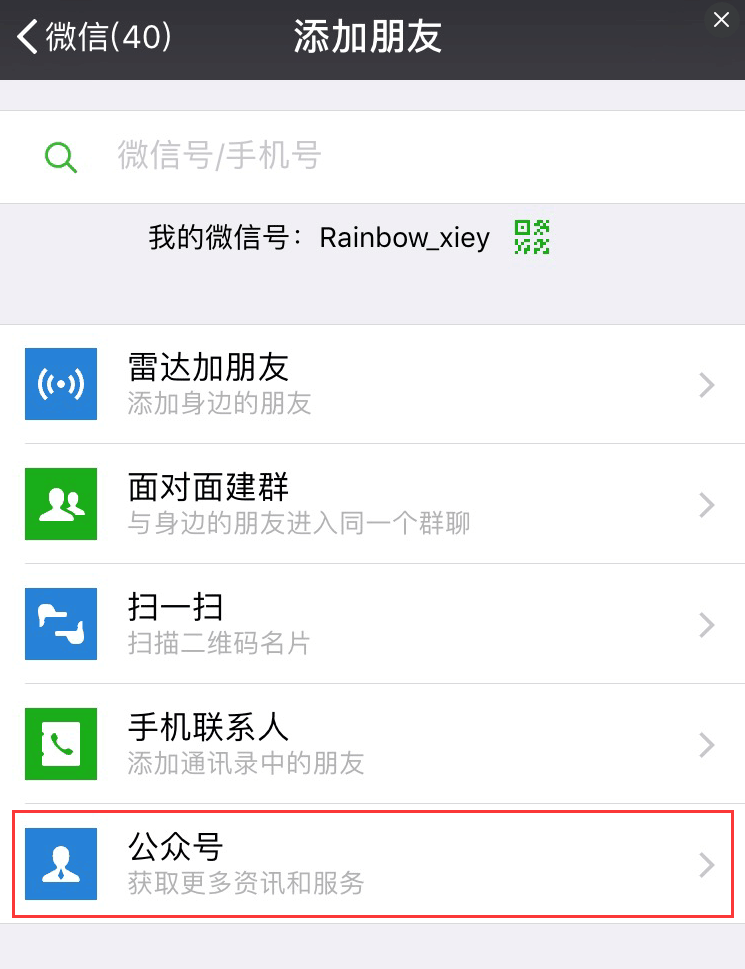 微信(40)
添加朋友
微信号/手机号
我的微信号：Rainbow_xiey
雷达加朋友
添加身边的朋友
面对面建群
与身边的朋友进入同一个群聊
扫一扫
扫描二维码名片
手机联系人
添加通讯录中的朋友
公众号
获取更多资讯和服务